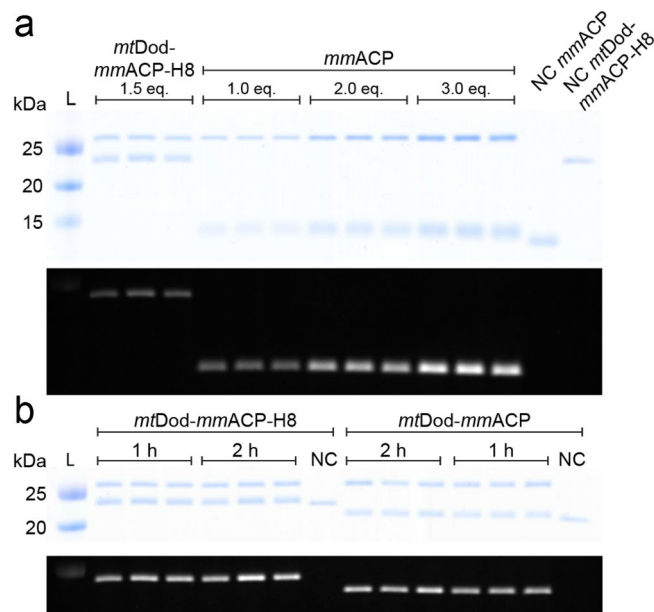 a
mtDod-
mmACP-H8
mmACP
NC mmACP
NC mtDod-
mmACP-H8
kDa L 1.5 eq. 1.0 eq. 2.0 eq. 3.0 eq.
25
20
15
b
mtDod-mmACP-H8 mtDod-mmACP
kDa L 1 h 2 h NC 2 h 1 h NC
25
20